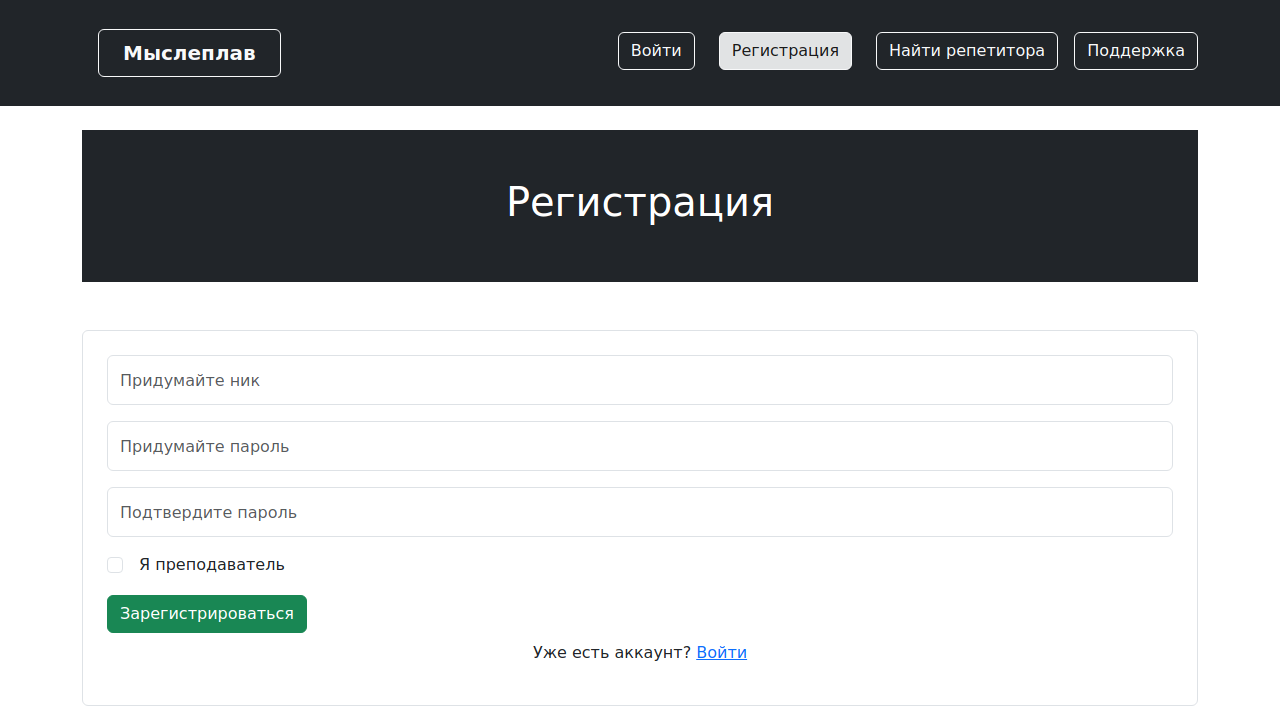 Мыслеплав
Войти
Регистрация
Найти репетитора
Поддержка
Регистрация
Придумайте ник
Придумайте пароль
Подтвердите пароль
Я преподаватель
Зарегистрироваться
Уже есть аккаунт? Войти